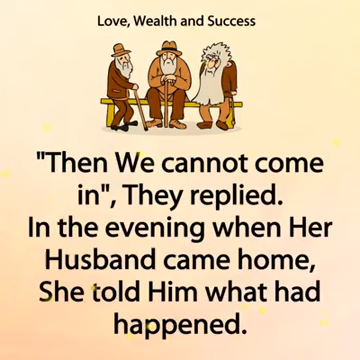 Love, Wealth and Success
"Then We cannot come
in", They replied.
In the evening when Her
Husband came home,
She told Him what had
happened.